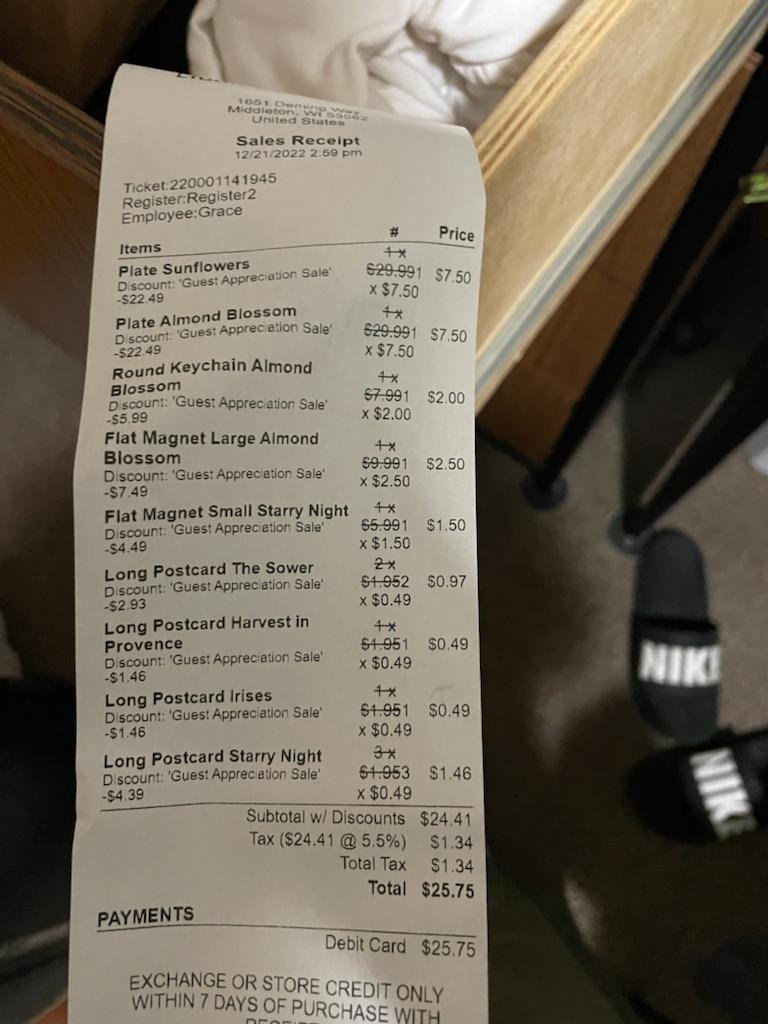 1651 Deming Way
Middleton, WI 53562
United States
Sales Receipt
12/21/2022 2:59 pm
Ticket:220001141945
Register:Register2
Employee:Grace
Items # Price
Plate Sunflowers 1 x
Discount: 'Guest Appreciation Sale' $29.991 $7.50
-$22.49 x $7.50
Plate Almond Blossom 1 x
Discount: 'Guest Appreciation Sale' $29.991 $7.50
-$22.49 x $7.50
Round Keychain Almond 1 x
Blossom $7.991 $2.00
Discount: 'Guest Appreciation Sale' x $2.00
-$5.99
Flat Magnet Large Almond 1 x
Blossom $9.991 $2.50
Discount: 'Guest Appreciation Sale' x $2.50
-$7.49
Flat Magnet Small Starry Night 1 x
Discount: 'Guest Appreciation Sale' $5.991 $1.50
-$4.49 x $1.50
Long Postcard The Sower 2 x
Discount: 'Guest Appreciation Sale' $1.952 $0.97
-$2.93 x $0.49
Long Postcard Harvest in 1 x
Provence $1.951 $0.49
Discount: 'Guest Appreciation Sale' x $0.49
-$1.46
Long Postcard Irises 1 x
Discount: 'Guest Appreciation Sale' $1.951 $0.49
-$1.46 x $0.49
Long Postcard Starry Night 3 x
Discount: 'Guest Appreciation Sale' $1.953 $1.46
-$4.39 x $0.49
Subtotal w/ Discounts $24.41
Tax ($24.41 @ 5.5%) $1.34
Total Tax $1.34
Total $25.75
PAYMENTS
Debit Card $25.75
EXCHANGE OR STORE CREDIT ONLY
WITHIN 7 DAYS OF PURCHASE WITH
NIKE
NIKE